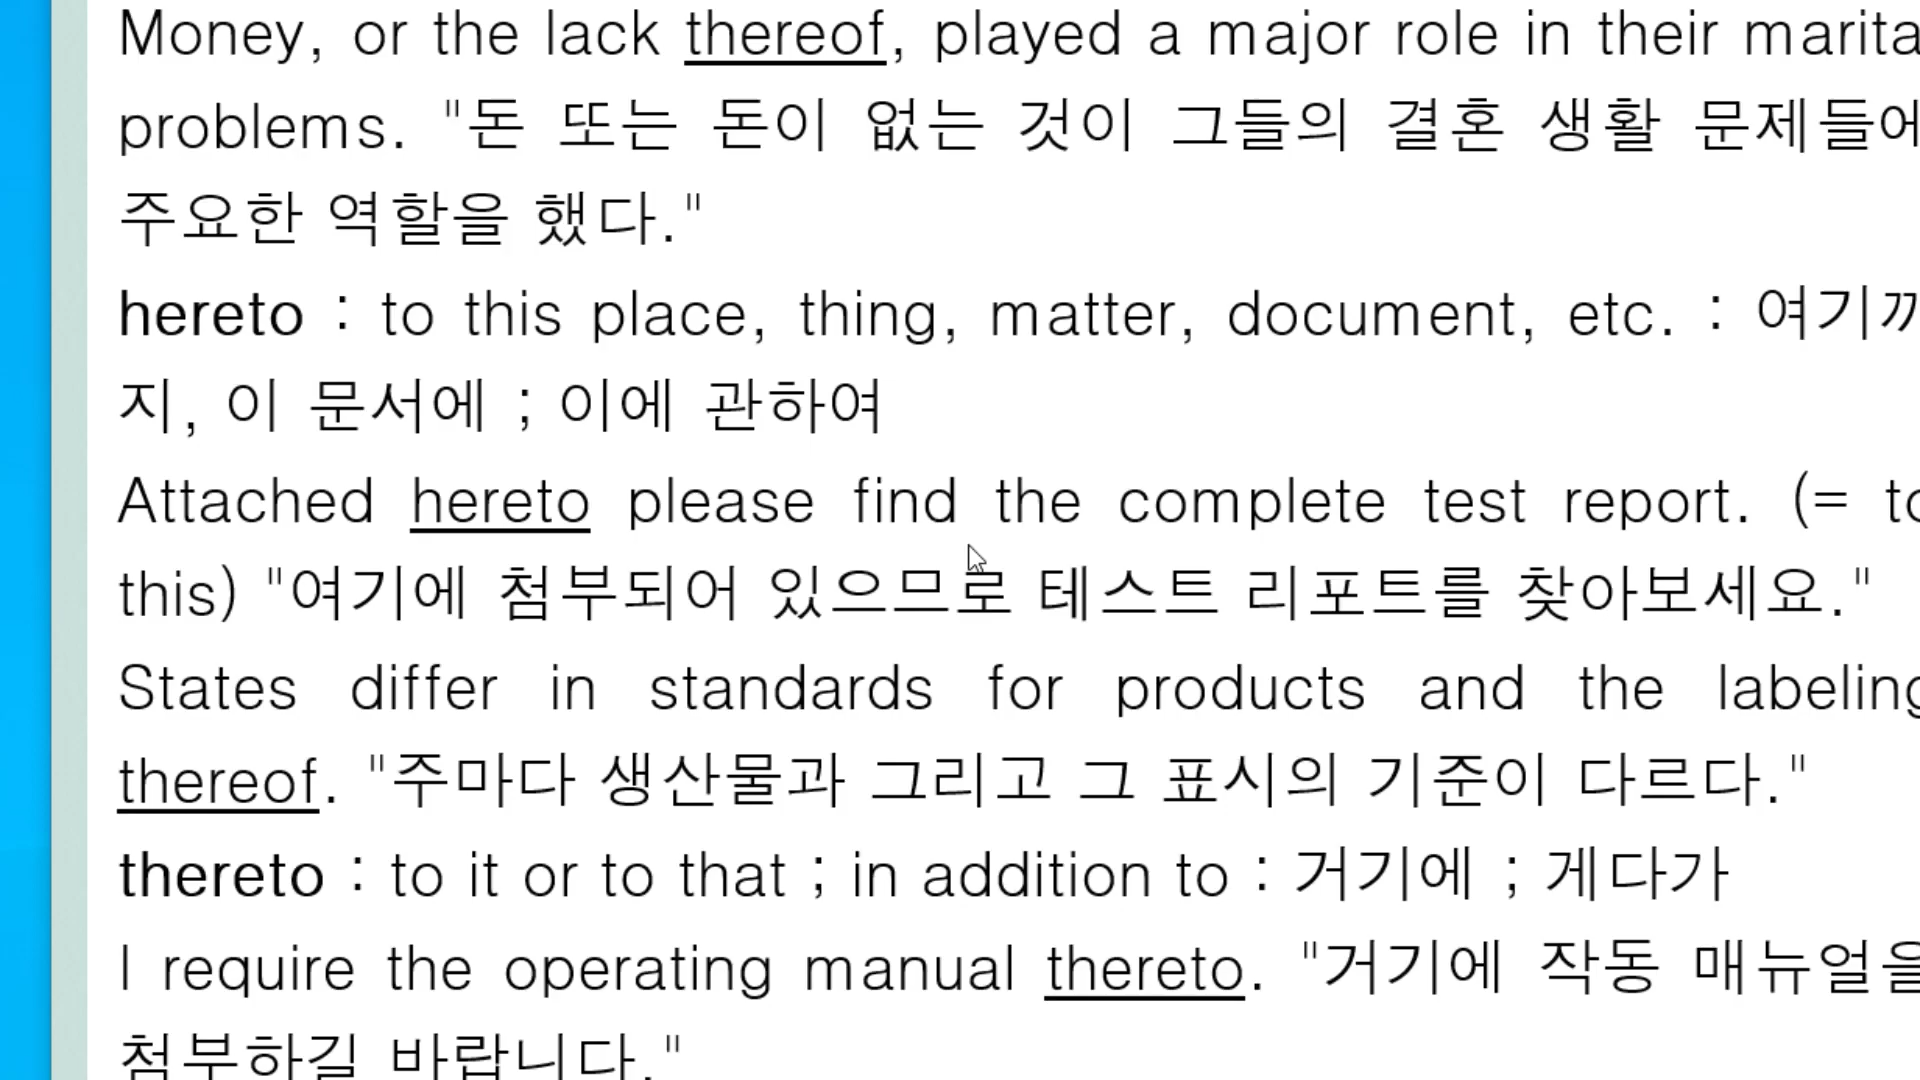 Money, or the lack thereof, played a major role in their marita
problems. "돈 또는 돈이 없는 것이 그들의 결혼 생활 문제들에
주요한 역할을 했다."
hereto : to this place, thing, matter, document, etc. : 여기까
지, 이 문서에 ; 이에 관하여
Attached hereto please find the complete test report. (= to
this) "여기에 첨부되어 있으므로 테스트 리포트를 찾아보세요."
States differ in standards for products and the labeling
thereof. "주마다 생산물과 그리고 그 표시의 기준이 다르다."
thereto : to it or to that ; in addition to : 거기에 ; 게다가
I require the operating manual thereto. "거기에 작동 매뉴얼을
첨부하길 바랍니다."